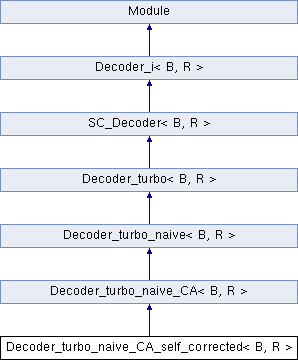 Module
Decoder_i< B, R >
SC_Decoder< B, R >
Decoder_turbo< B, R >
Decoder_turbo_naive< B, R >
Decoder_turbo_naive_CA< B, R >
Decoder_turbo_naive_CA_self_corrected< B, R >